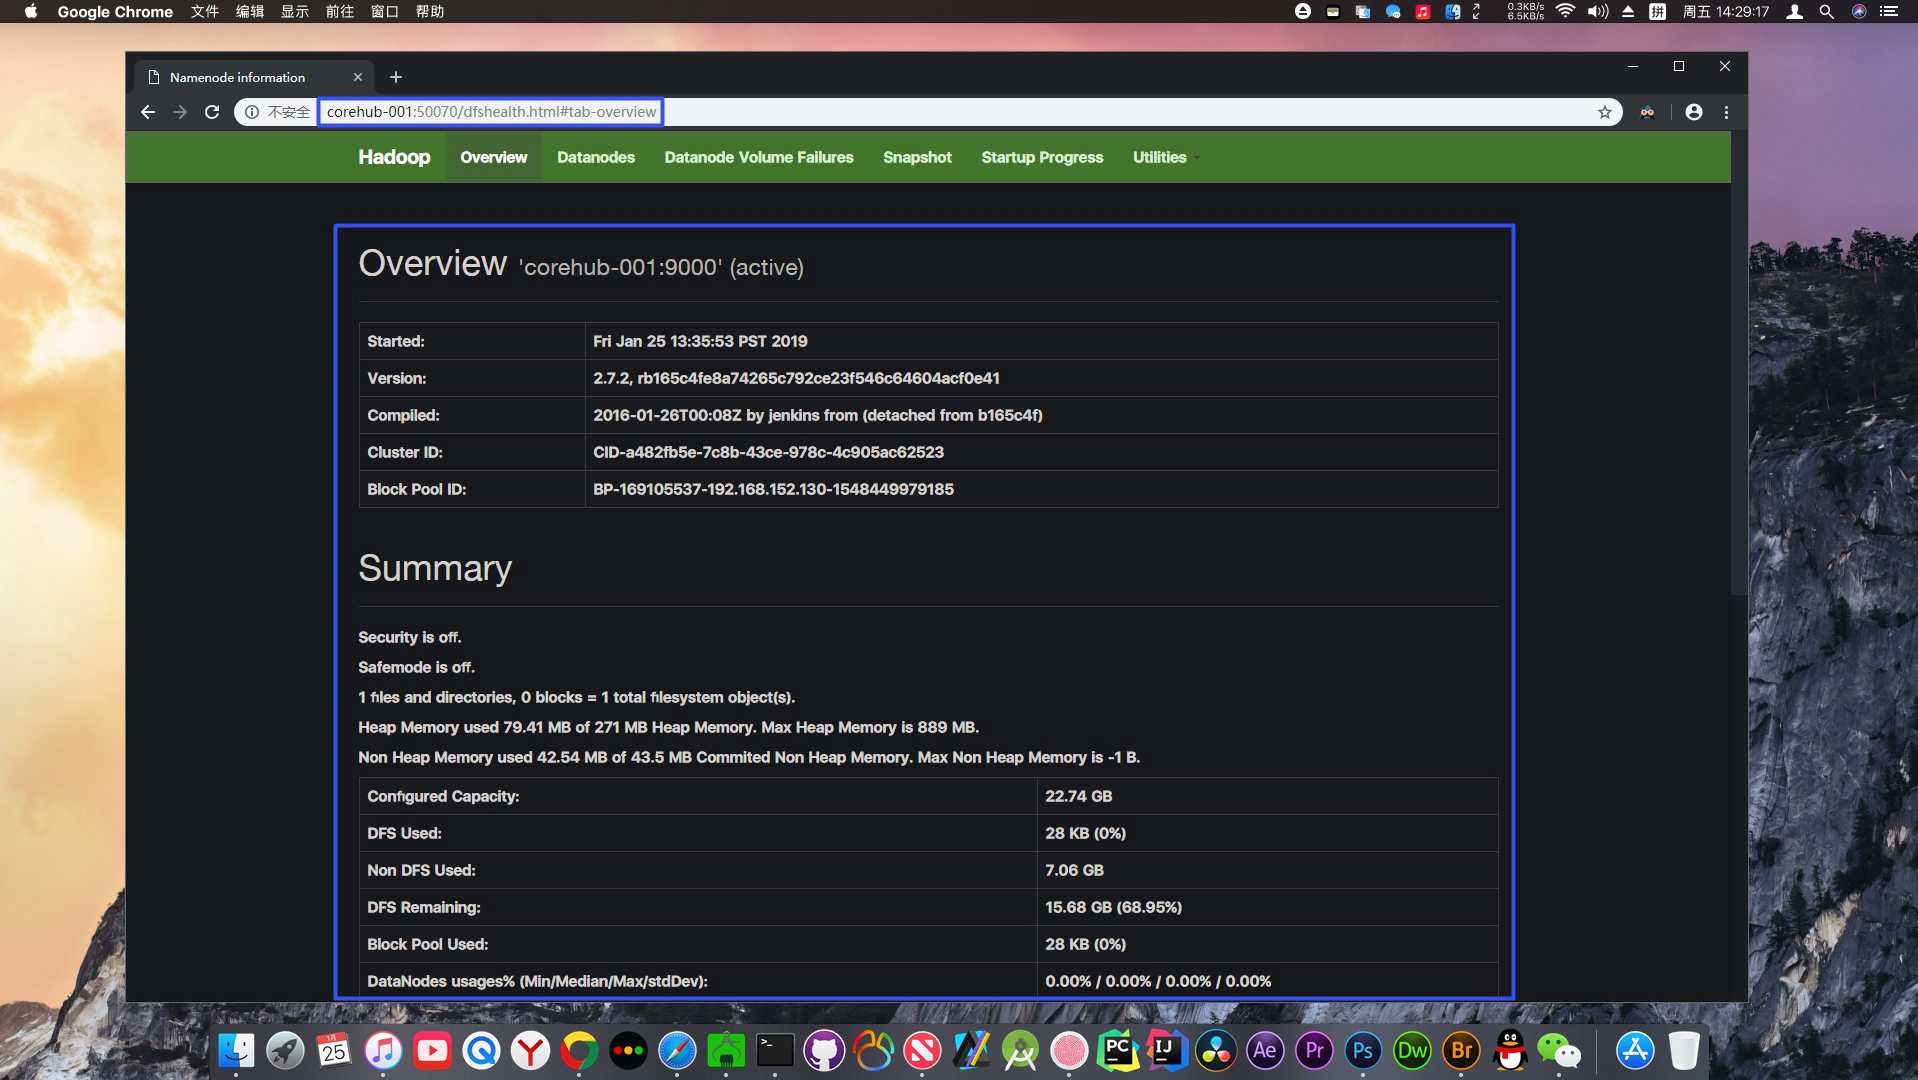 Google Chrome 文件 编辑 显示 前往 窗口 帮助 0.3KB/s 6.5KB/s 拼 周五 14:29:17
Namenode information
不安全 corehub-001:50070/dfshealth.html#tab-overview
Hadoop Overview Datanodes Datanode Volume Failures Snapshot Startup Progress Utilities
Overview 'corehub-001:9000' (active)
Started: Fri Jan 25 13:35:53 PST 2019
Version: 2.7.2, rb165c4fe8a74265c792ce23f546c64604acf0e41
Compiled: 2016-01-26T00:08Z by jenkins from (detached from b165c4f)
Cluster ID: CID-a482fb5e-7c8b-43ce-978c-4c905ac62523
Block Pool ID: BP-169105537-192.168.152.130-1548449979185
Summary
Security is off.
Safemode is off.
1 files and directories, 0 blocks = 1 total filesystem object(s).
Heap Memory used 79.41 MB of 271 MB Heap Memory. Max Heap Memory is 889 MB.
Non Heap Memory used 42.54 MB of 43.5 MB Commited Non Heap Memory. Max Non Heap Memory is -1 B.
Configured Capacity: 22.74 GB
DFS Used: 28 KB (0%)
Non DFS Used: 7.06 GB
DFS Remaining: 15.68 GB (68.95%)
Block Pool Used: 28 KB (0%)
DataNodes usages% (Min/Median/Max/stdDev): 0.00% / 0.00% / 0.00% / 0.00%
1月 25 >_ PC IJ Ae Pr Ps Dw Br